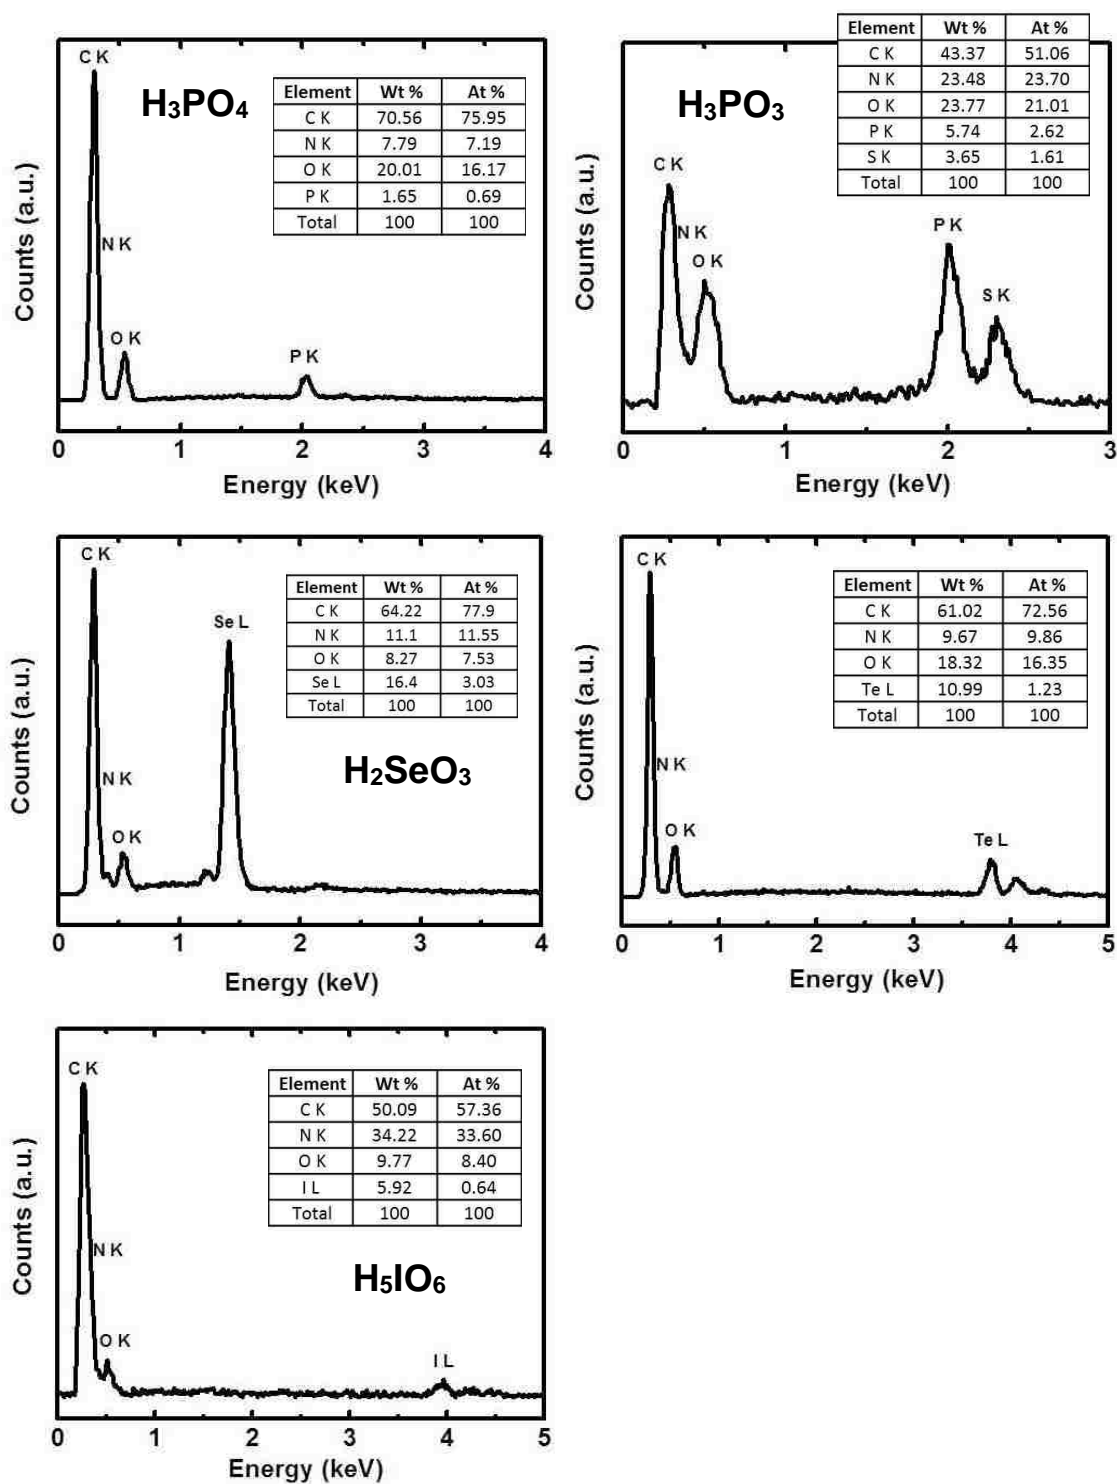 C K
H₃PO₄
Element Wt % At %
C K 70.56 75.95
N K 7.79 7.19
O K 20.01 16.17
P K 1.65 0.69
Total 100 100
N K
O K
P K
Counts (a.u.)
0 1 2 3 4
Energy (keV)
Element Wt % At %
C K 43.37 51.06
N K 23.48 23.70
O K 23.77 21.01
P K 5.74 2.62
S K 3.65 1.61
Total 100 100
H₃PO₃
C K
N K
O K
P K
S K
Counts (a.u.)
0 1 2 3
Energy (keV)
C K
Element Wt % At %
C K 64.22 77.9
N K 11.1 11.55
O K 8.27 7.53
Se L 16.4 3.03
Total 100 100
Se L
H₂SeO₃
N K
O K
Counts (a.u.)
0 1 2 3 4
Energy (keV)
C K
Element Wt % At %
C K 61.02 72.56
N K 9.67 9.86
O K 18.32 16.35
Te L 10.99 1.23
Total 100 100
N K
O K
Te L
Counts (a.u.)
0 1 2 3 4 5
Energy (keV)
C K
Element Wt % At %
C K 50.09 57.36
N K 34.22 33.60
O K 9.77 8.40
I L 5.92 0.64
Total 100 100
N K
H₅IO₆
O K
I L
Counts (a.u.)
0 1 2 3 4 5
Energy (keV)